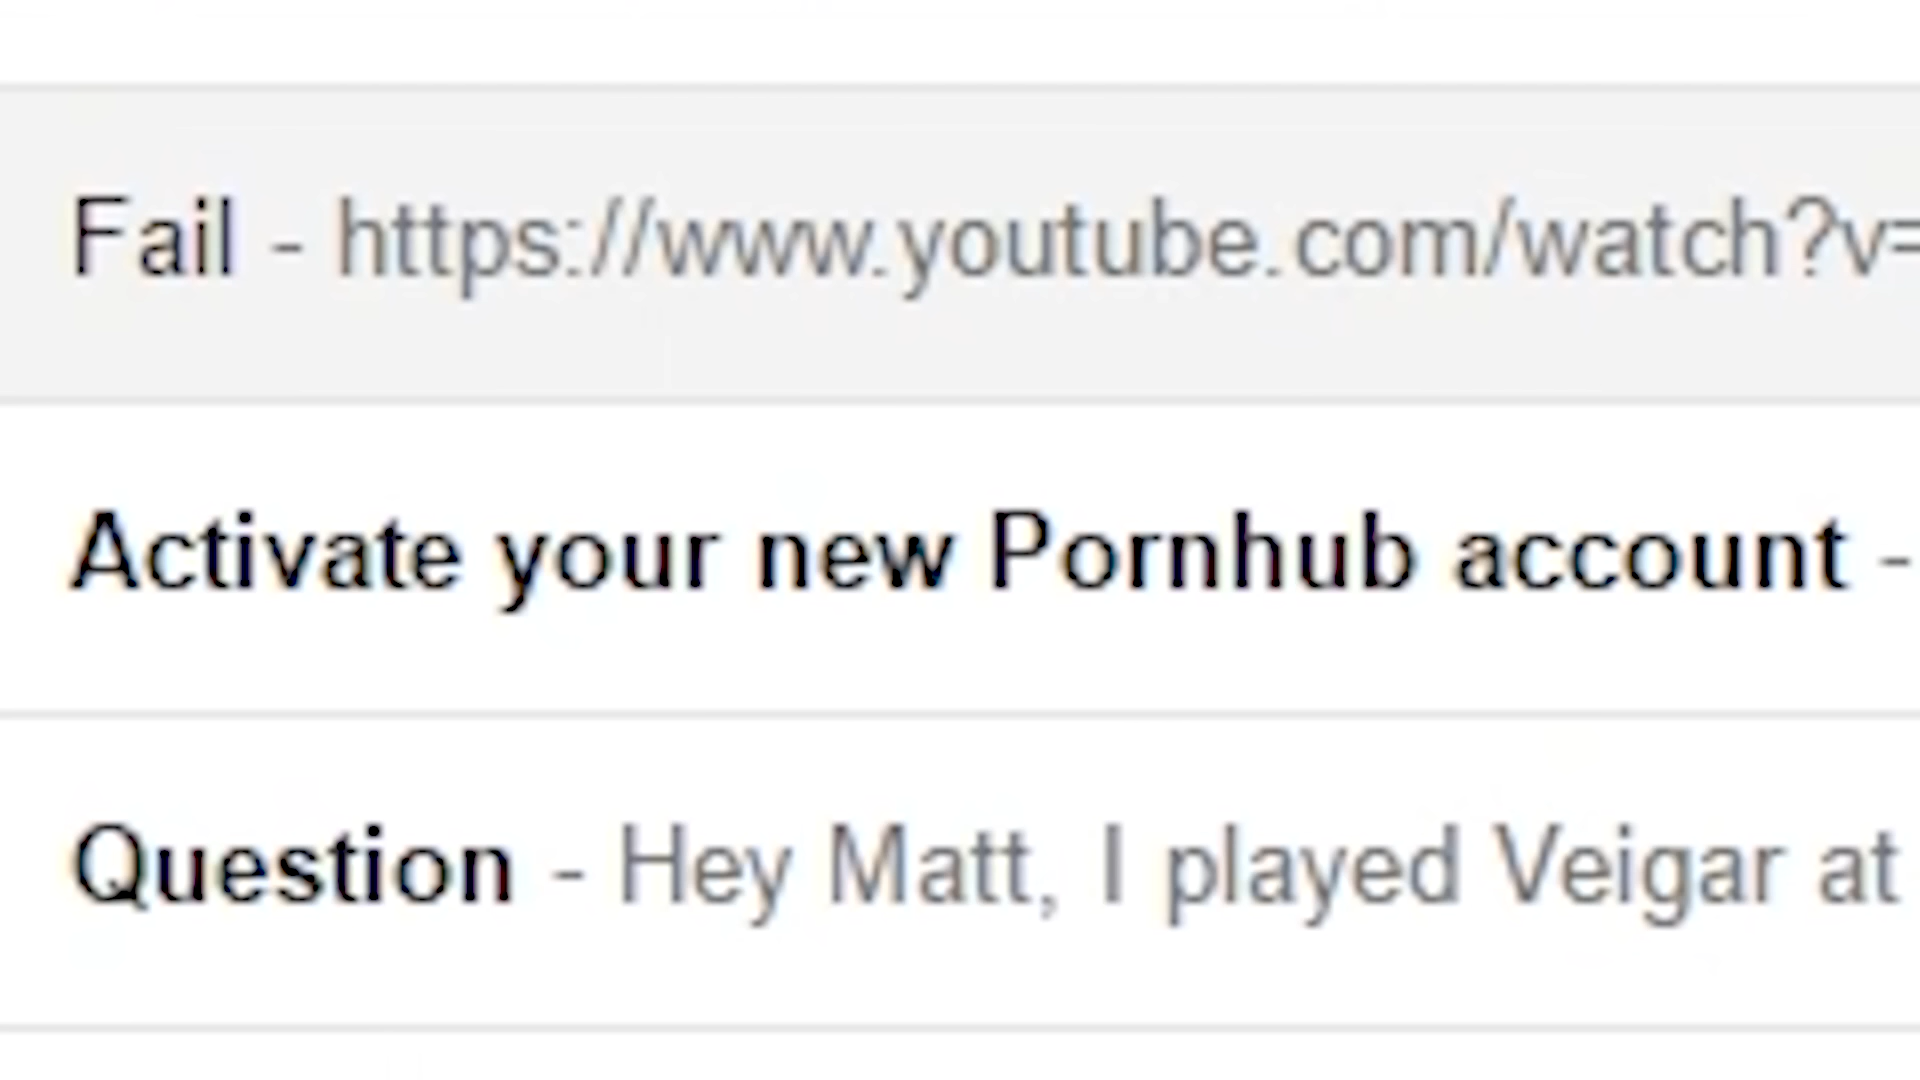 Fail - https://www.youtube.com/watch?v=
Activate your new Pornhub account -
Question - Hey Matt, I played Veigar at